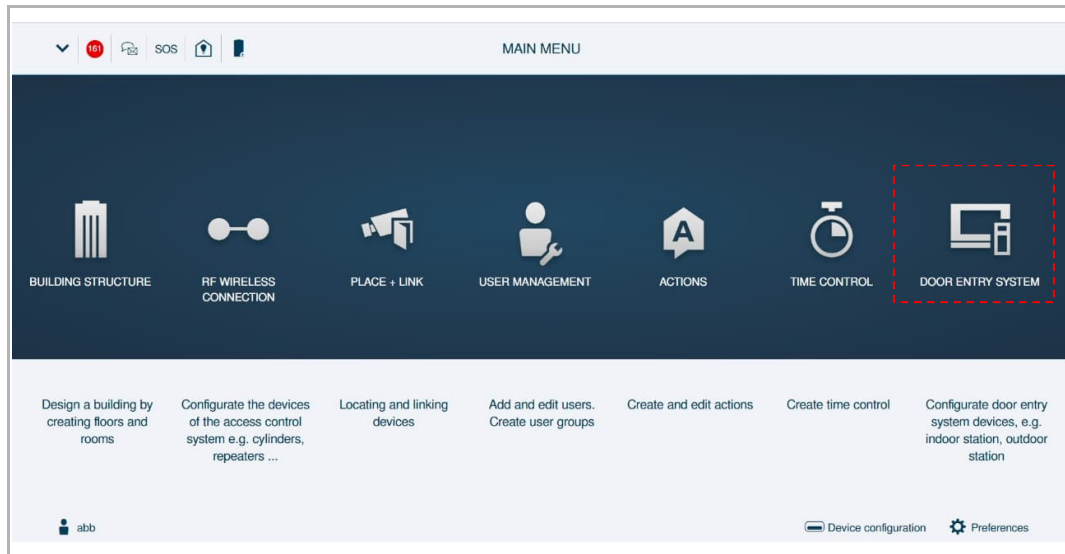 161
SOS
MAIN MENU
A
BUILDING STRUCTURE
RF WIRELESS
CONNECTION
PLACE + LINK
USER MANAGEMENT
ACTIONS
TIME CONTROL
DOOR ENTRY SYSTEM
Design a building by
creating floors and
rooms
Configurate the devices
of the access control
system e.g. cylinders,
repeaters ...
Locating and linking
devices
Add and edit users.
Create user groups
Create and edit actions
Create time control
Configurate door entry
system devices, e.g.
indoor station, outdoor
station
abb
Device configuration
Preferences